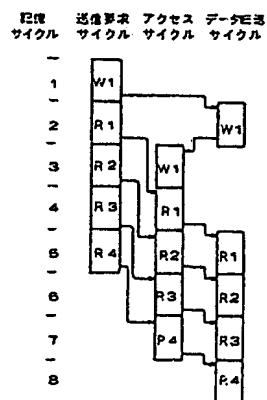 記憶 送信要求 アクセス データ転送
サイクル サイクル サイクル サイクル
1 W1
2 R1 W1
3 R2 W1
4 R3 R1
5 R4 R2 R1
6 R3 R2
7 R4 R3
8 R4